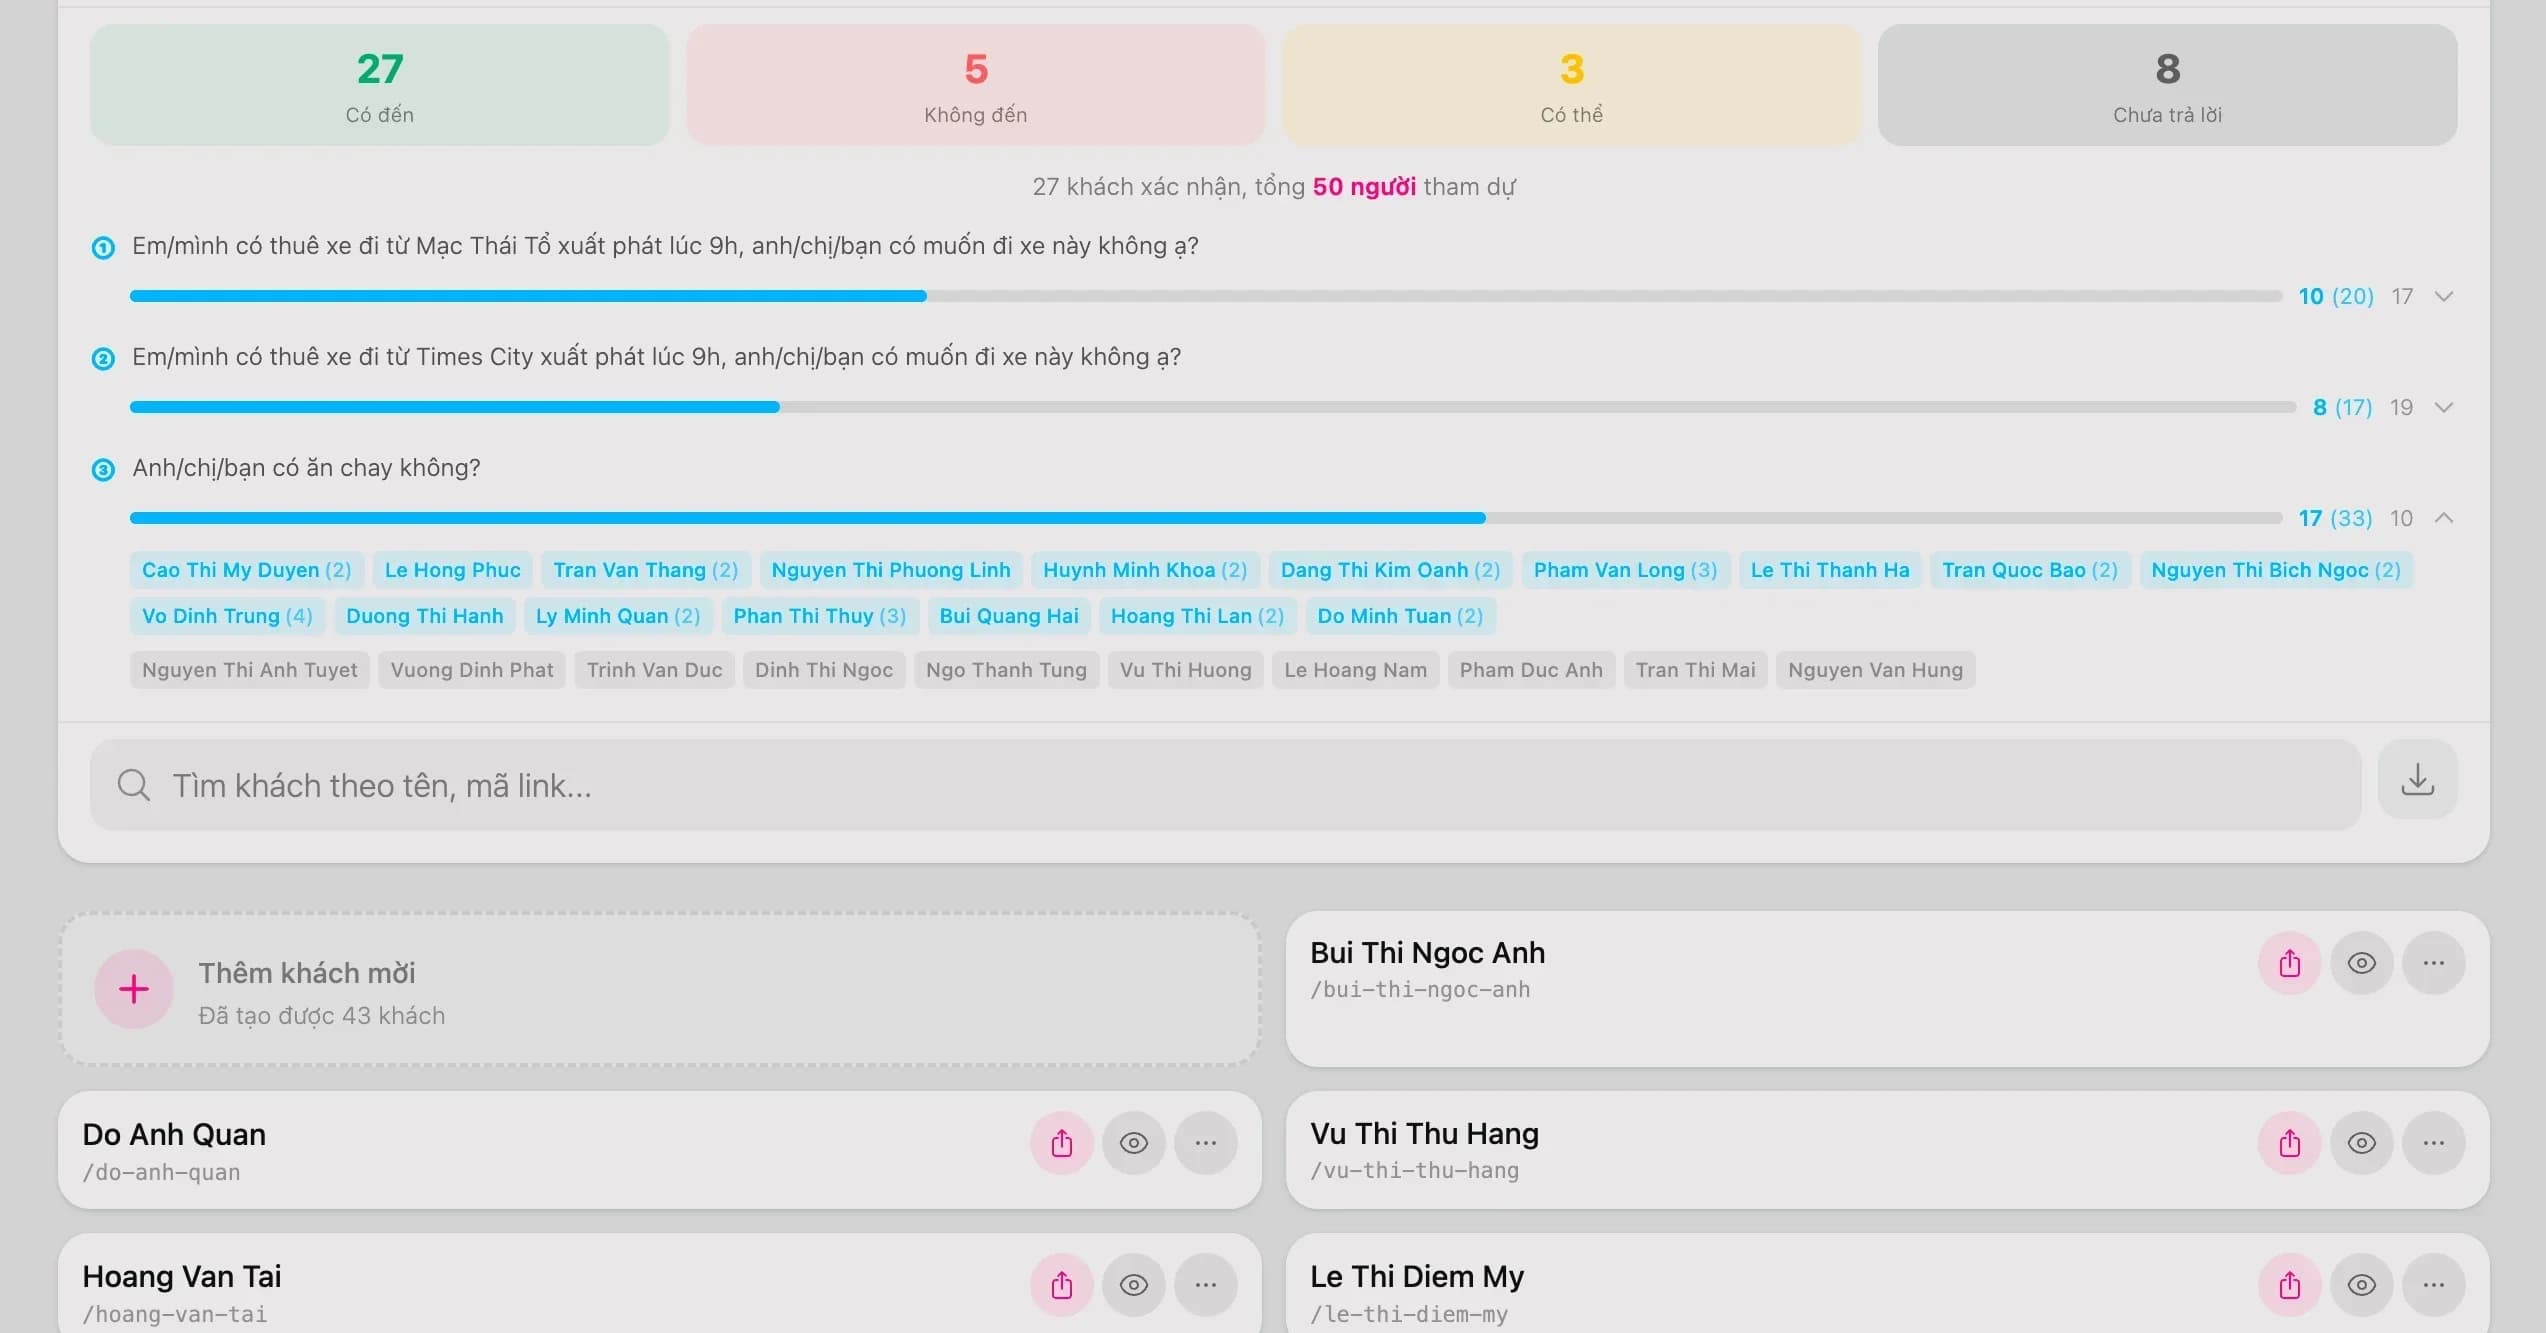 27
Có đến
5
Không đến
3
Có thể
8
Chưa trả lời
27 khách xác nhận, tổng 50 người tham dự
1 Em/mình có thuê xe đi từ Mạc Thái Tổ xuất phát lúc 9h, anh/chị/bạn có muốn đi xe này không ạ?
10 (20) 17
2 Em/mình có thuê xe đi từ Times City xuất phát lúc 9h, anh/chị/bạn có muốn đi xe này không ạ?
8 (17) 19
3 Anh/chị/bạn có ăn chay không?
17 (33) 10
Cao Thi My Duyen (2) Le Hong Phuc Tran Van Thang (2) Nguyen Thi Phuong Linh Huynh Minh Khoa (2) Dang Thi Kim Oanh (2) Pham Van Long (3) Le Thi Thanh Ha Tran Quoc Bao (2) Nguyen Thi Bich Ngoc (2)
Vo Dinh Trung (4) Duong Thi Hanh Ly Minh Quan (2) Phan Thi Thuy (3) Bui Quang Hai Hoang Thi Lan (2) Do Minh Tuan (2)
Nguyen Thi Anh Tuyet Vuong Dinh Phat Trinh Van Duc Dinh Thi Ngoc Ngo Thanh Tung Vu Thi Huong Le Hoang Nam Pham Duc Anh Tran Thi Mai Nguyen Van Hung
Tìm khách theo tên, mã link...
Thêm khách mời
Đã tạo được 43 khách
Bui Thi Ngoc Anh
/bui-thi-ngoc-anh
Do Anh Quan
/do-anh-quan
Vu Thi Thu Hang
/vu-thi-thu-hang
Hoang Van Tai
/hoang-van-tai
Le Thi Diem My
/le-thi-diem-my